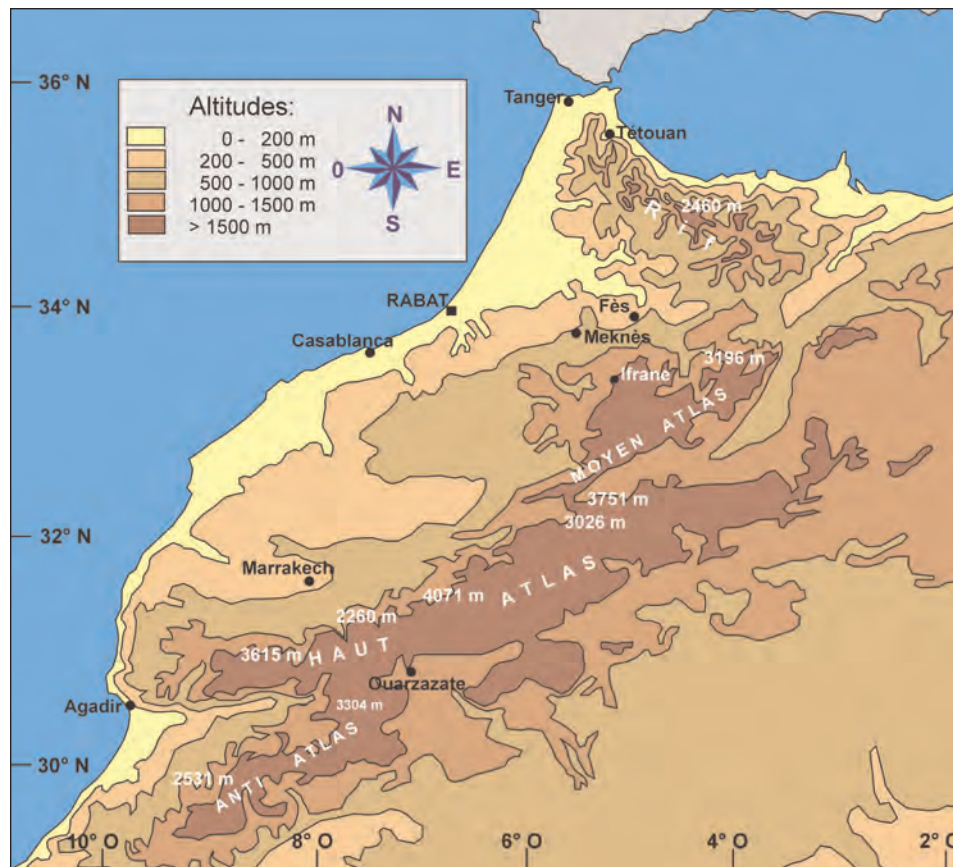 36° N
Altitudes:
0 - 200 m
200 - 500 m
500 - 1000 m
1000 - 1500 m
> 1500 m
N
0
E
S
Tanger
Tétouan
2460 m
Rif
34° N
RABAT
Fès
Casablanca
Meknès
3196 m
Ifrane
MOYEN ATLAS
3751 m
3026 m
32° N
Marrakech
4071 m
2260 m
3615 m
HAUT ATLAS
Ouarzazate
Agadir
3304 m
30° N
2531 m
ANTI ATLAS
10° O
8° O
6° O
4° O
2° O